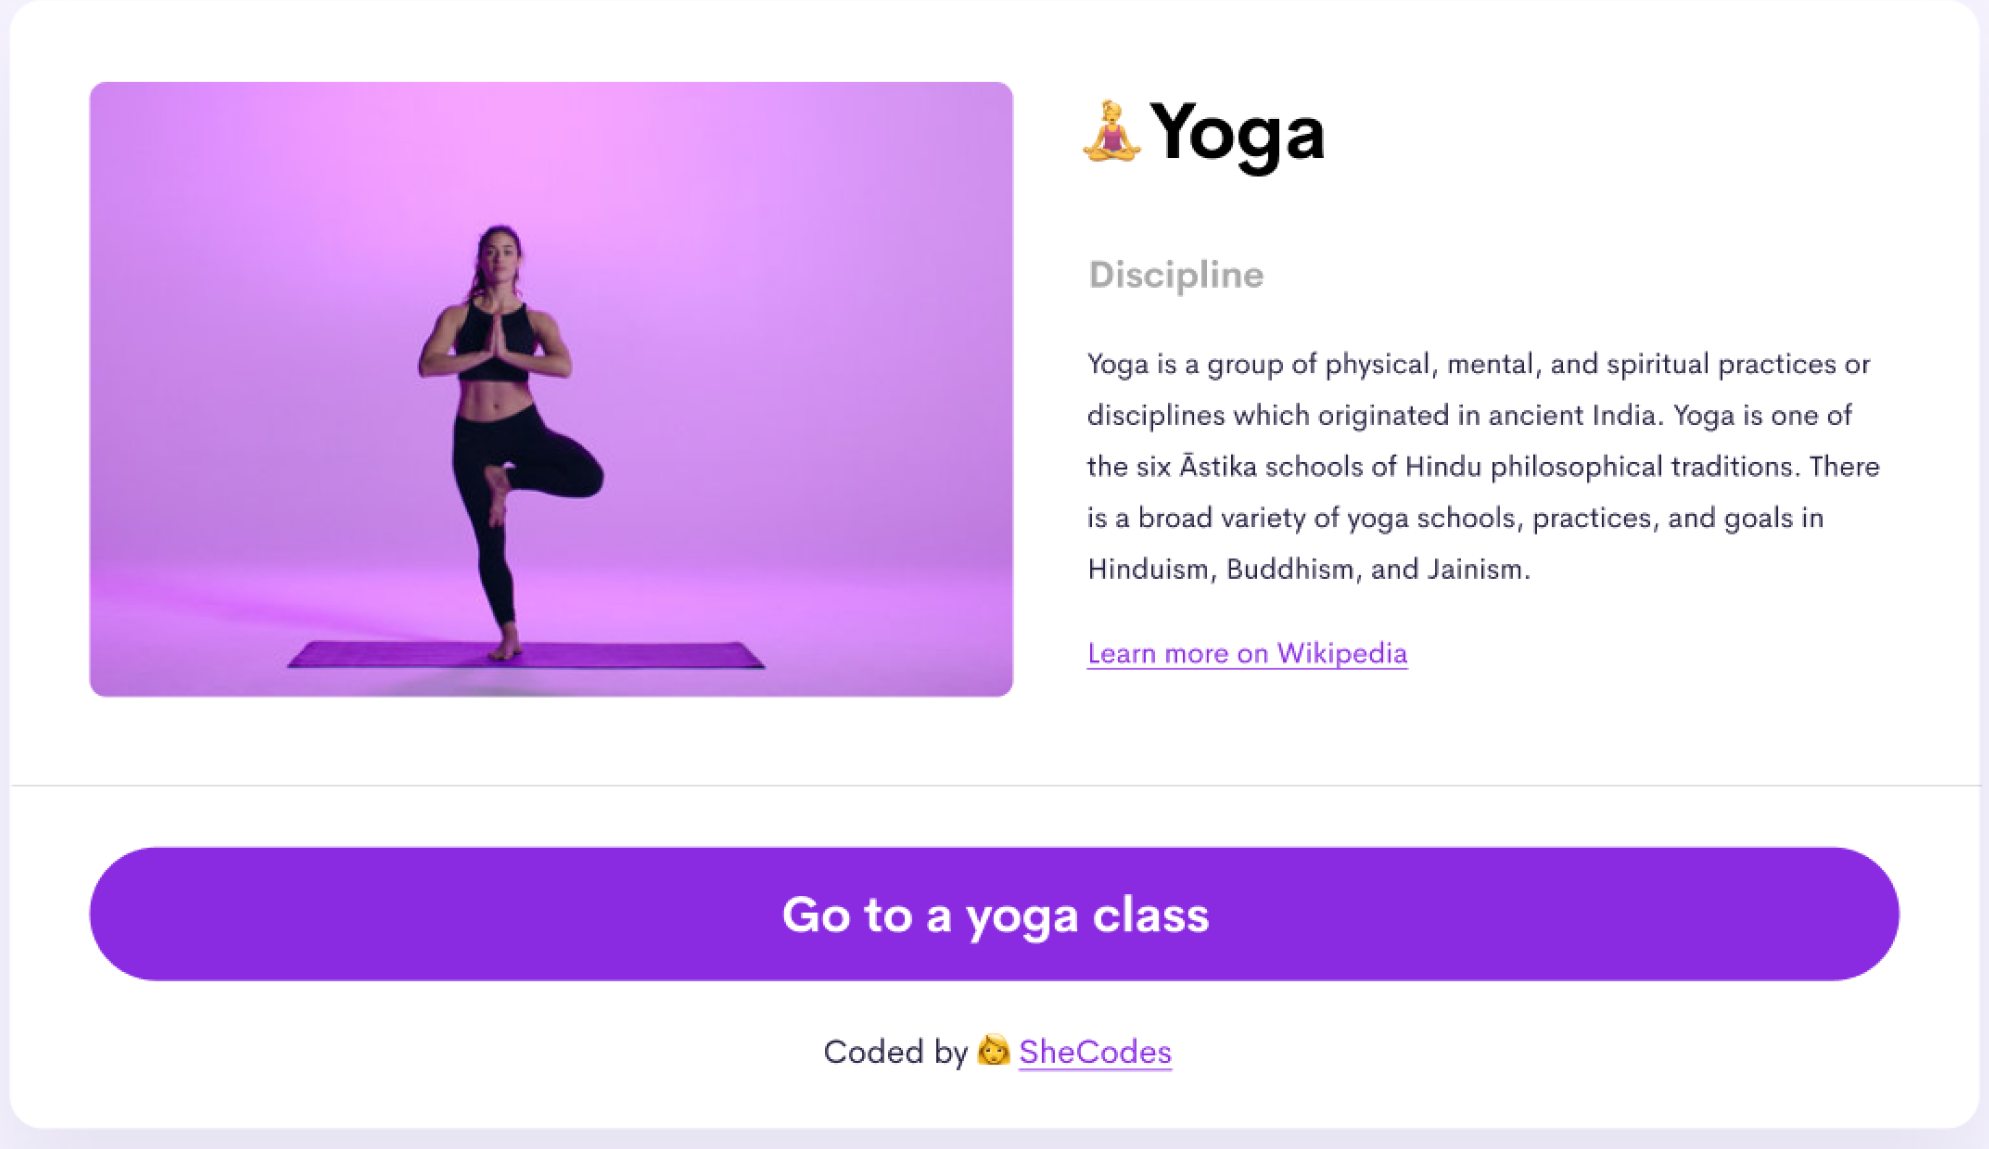 🧘‍♀️Yoga
Discipline
Yoga is a group of physical, mental, and spiritual practices or
disciplines which originated in ancient India. Yoga is one of
the six Āstika schools of Hindu philosophical traditions. There
is a broad variety of yoga schools, practices, and goals in
Hinduism, Buddhism, and Jainism.
Learn more on Wikipedia
Go to a yoga class
Coded by 👩 SheCodes